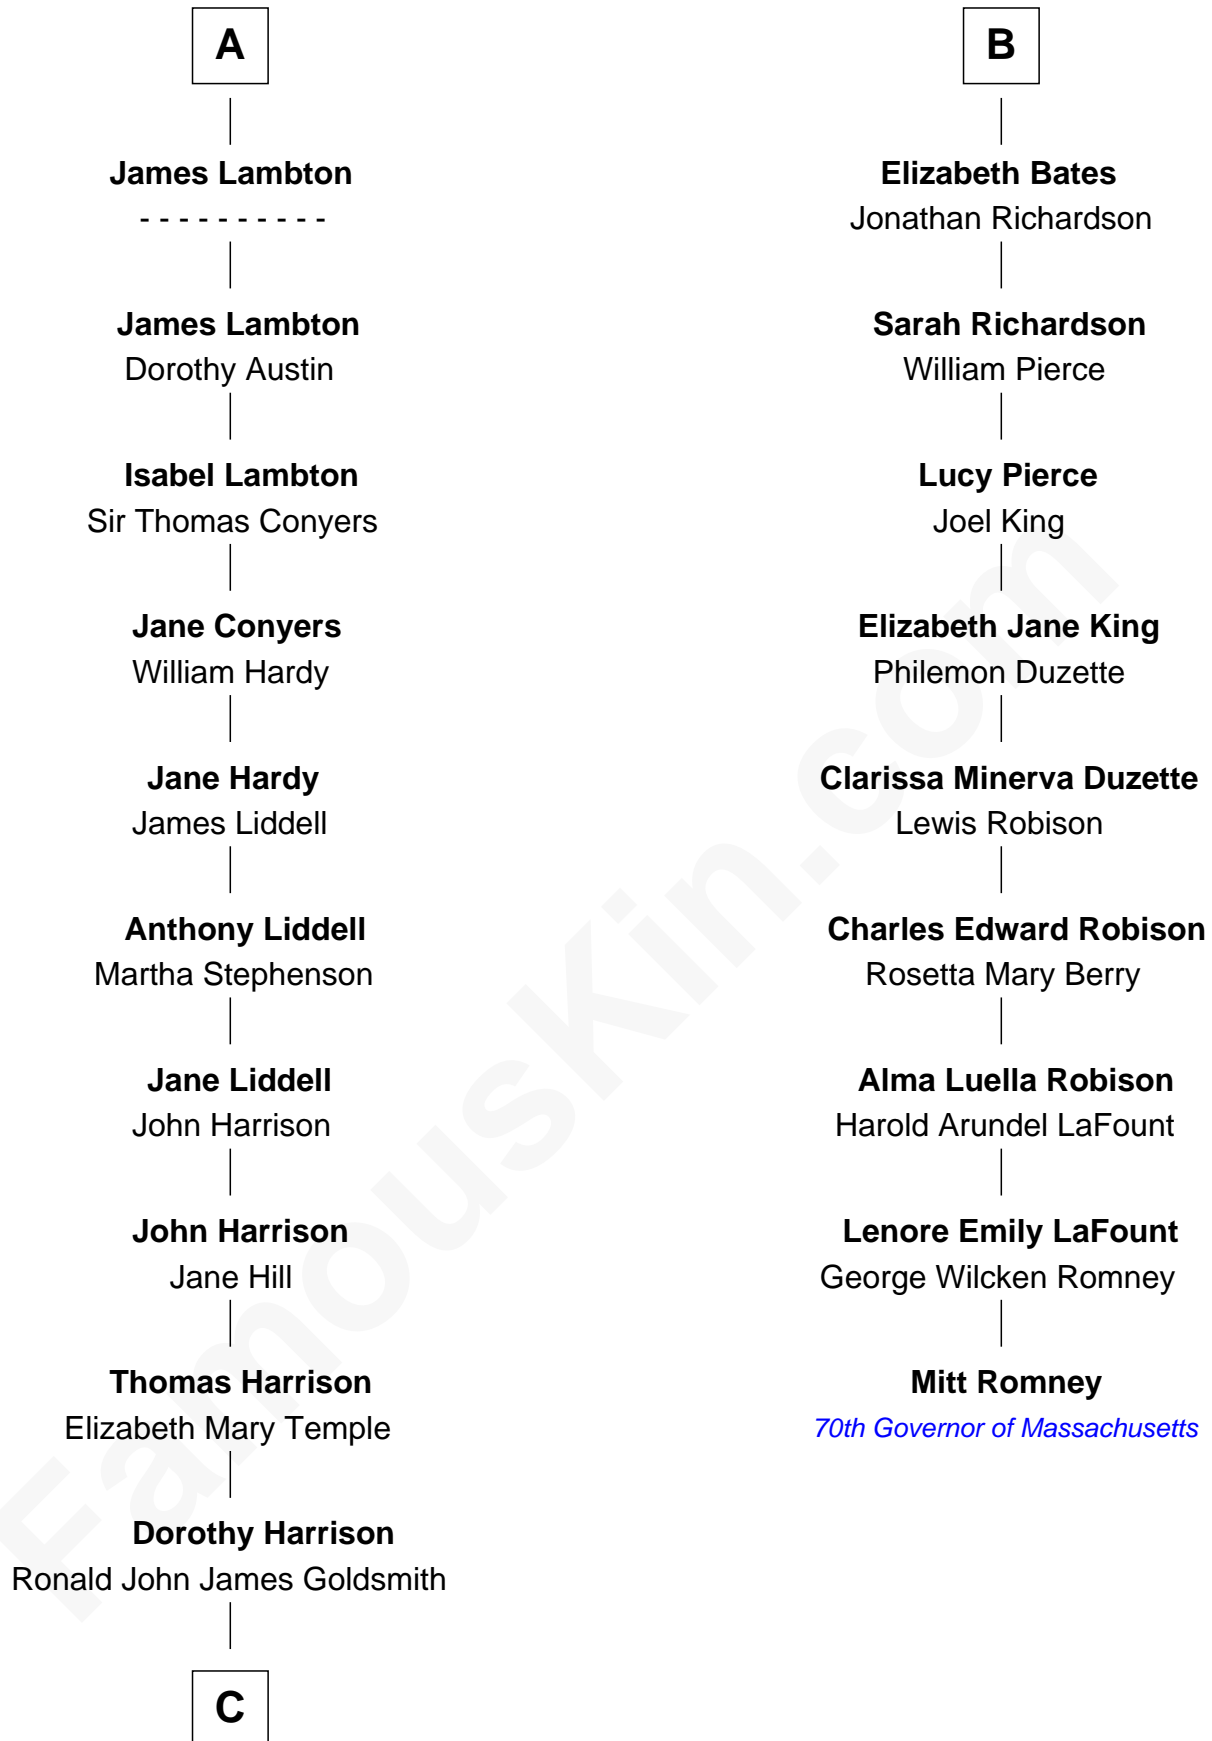 A
James Lambton
- - - - - - - - - -
James Lambton
Dorothy Austin
Isabel Lambton
Sir Thomas Conyers
Jane Conyers
William Hardy
Jane Hardy
James Liddell
Anthony Liddell
Martha Stephenson
Jane Liddell
John Harrison
John Harrison
Jane Hill
Thomas Harrison
Elizabeth Mary Temple
Dorothy Harrison
Ronald John James Goldsmith
C
B
Elizabeth Bates
Jonathan Richardson
Sarah Richardson
William Pierce
Lucy Pierce
Joel King
Elizabeth Jane King
Philemon Duzette
Clarissa Minerva Duzette
Lewis Robison
Charles Edward Robison
Rosetta Mary Berry
Alma Luella Robison
Harold Arundel LaFount
Lenore Emily LaFount
George Wilcken Romney
Mitt Romney
70th Governor of Massachusetts
FamousKin.com